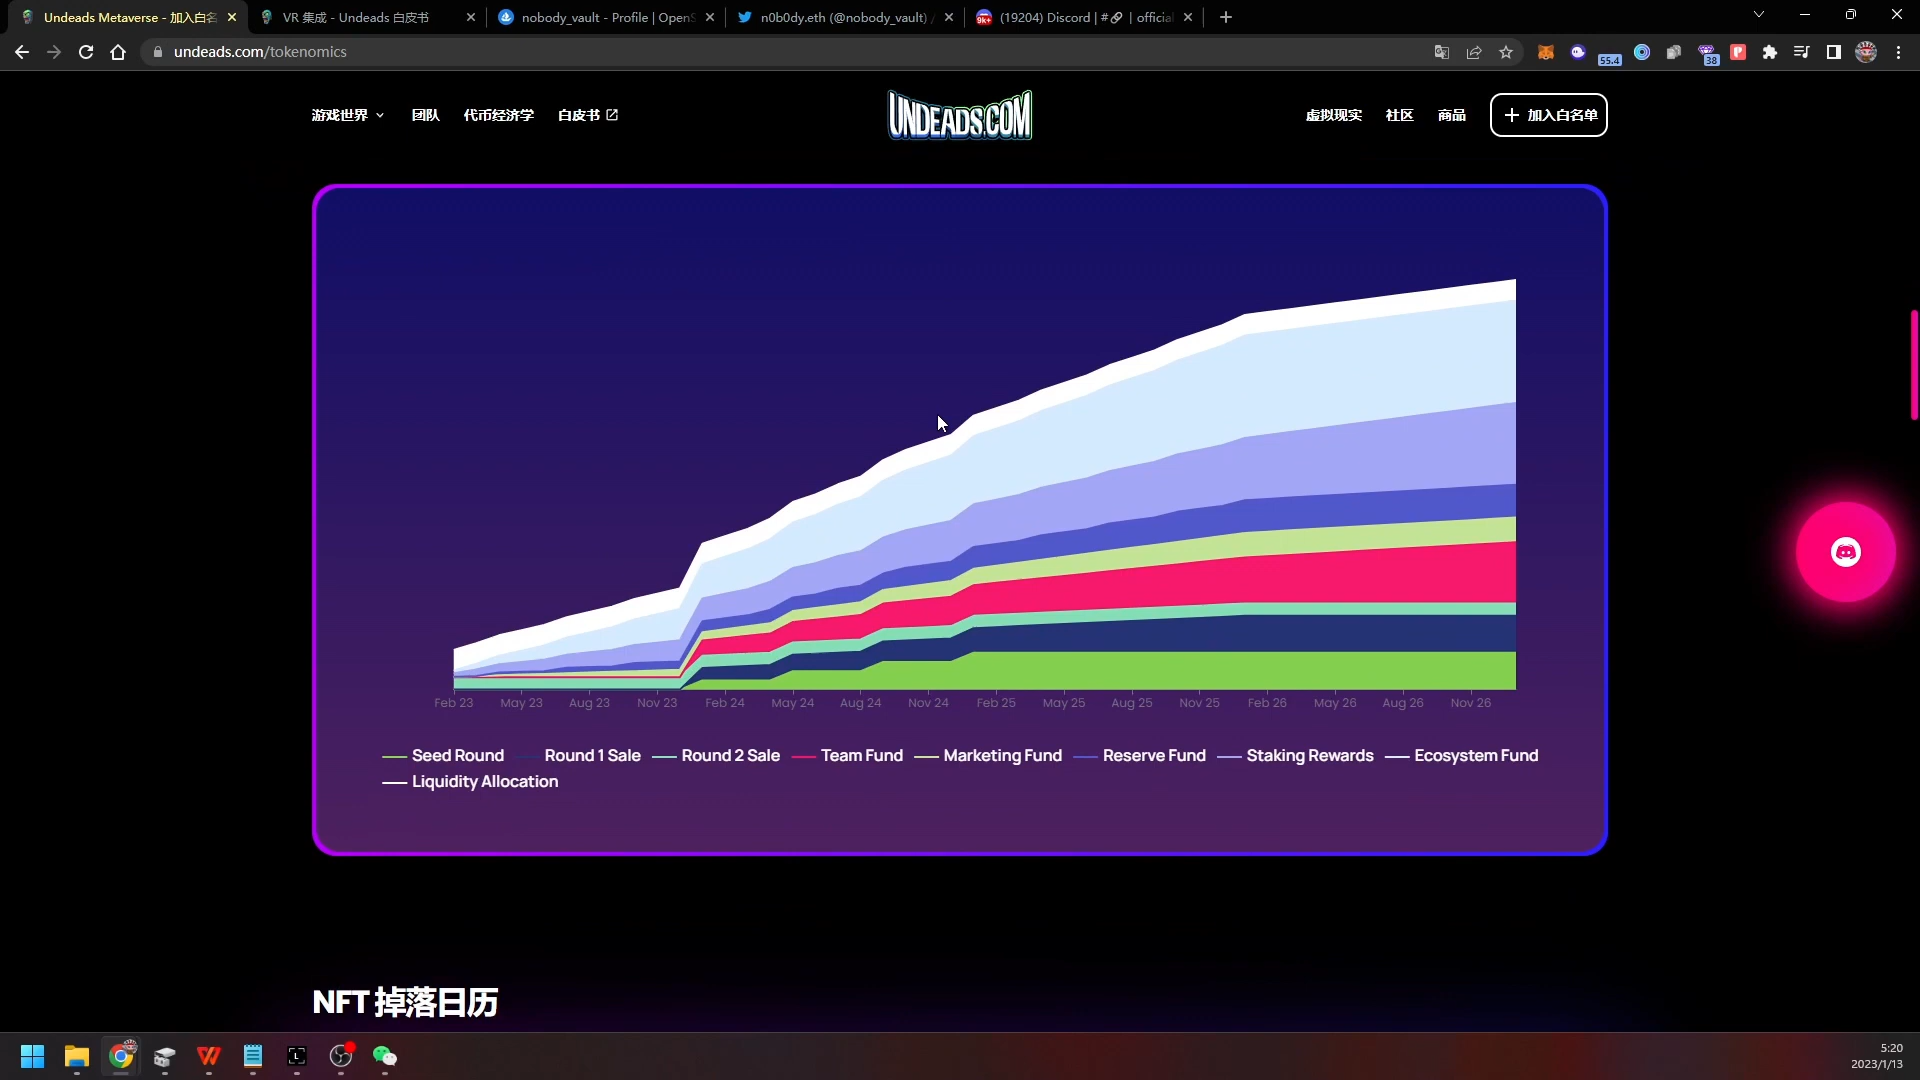 Undeads Metaverse - 加入白名
VR 集成 - Undeads 白皮书
nobody_vault - Profile | OpenS
n0b0dy.eth (@nobody_vault) /
(19204) Discord | #🔗 | official
undeads.com/tokenomics
55.4
38
游戏世界
团队
代币经济学
白皮书
UNDEADS.COM
虚拟现实
社区
商品
加入白名单
Feb 23
May 23
Aug 23
Nov 23
Feb 24
May 24
Aug 24
Nov 24
Feb 25
May 25
Aug 25
Nov 25
Feb 26
May 26
Aug 26
Nov 26
Seed Round
Round 1 Sale
Round 2 Sale
Team Fund
Marketing Fund
Reserve Fund
Staking Rewards
Ecosystem Fund
Liquidity Allocation
NFT 掉落日历
5:20
2023/1/13